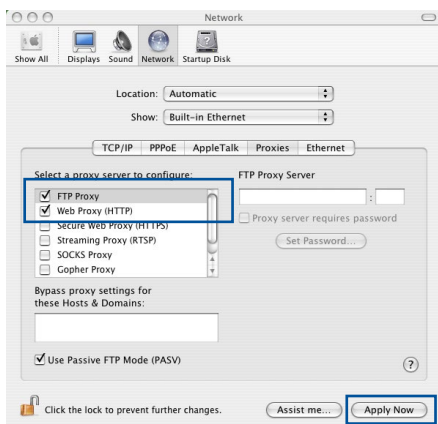 Network
Show All Displays Sound Network Startup Disk
Location: Automatic
Show: Built-in Ethernet
TCP/IP PPPoE AppleTalk Proxies Ethernet
Select a proxy server to configure: FTP Proxy Server
FTP Proxy
:
Web Proxy (HTTP)
Proxy server requires password
Secure Web Proxy (HTTPS)
Streaming Proxy (RTSP) Set Password...
SOCKS Proxy
Gopher Proxy
Bypass proxy settings for
these Hosts & Domains:
Use Passive FTP Mode (PASV) ?
Click the lock to prevent further changes. Assist me... Apply Now